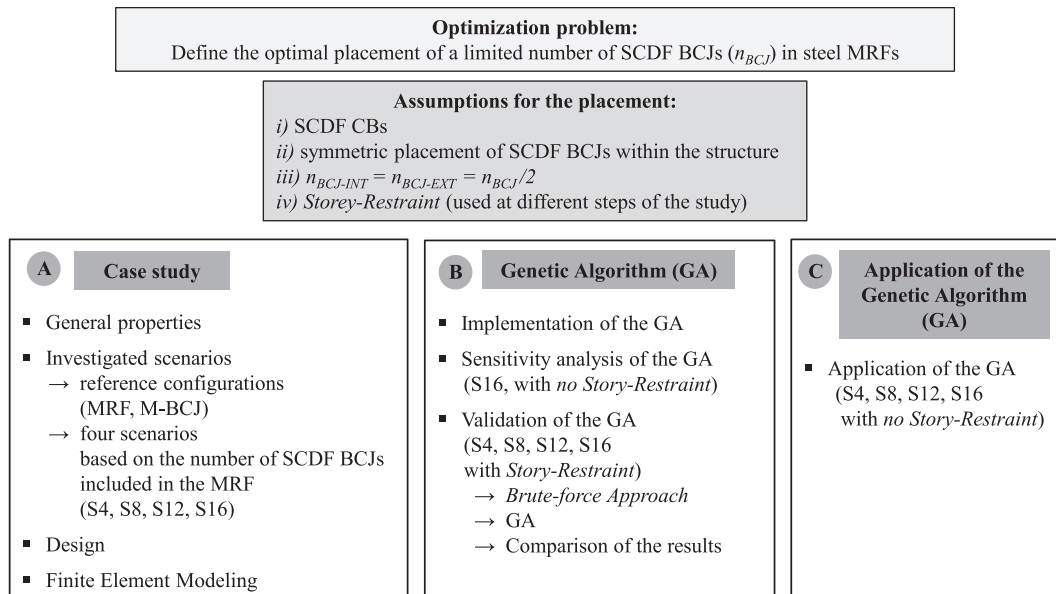 Optimization problem:
Define the optimal placement of a limited number of SCDF BCJs (n_BCJ) in steel MRFs
Assumptions for the placement:
i) SCDF CBs
ii) symmetric placement of SCDF BCJs within the structure
iii) n_BCJ-INT = n_BCJ-EXT = n_BCJ/2
iv) Storey-Restraint (used at different steps of the study)
A Case study
▪ General properties
▪ Investigated scenarios
→ reference configurations
(MRF, M-BCJ)
→ four scenarios
based on the number of SCDF BCJs
included in the MRF
(S4, S8, S12, S16)
▪ Design
▪ Finite Element Modeling
B Genetic Algorithm (GA)
▪ Implementation of the GA
▪ Sensitivity analysis of the GA
(S16, with no Story-Restraint)
▪ Validation of the GA
(S4, S8, S12, S16
with Story-Restraint)
→ Brute-force Approach
→ GA
→ Comparison of the results
C Application of the
Genetic Algorithm
(GA)
▪ Application of the GA
(S4, S8, S12, S16
with no Story-Restraint)